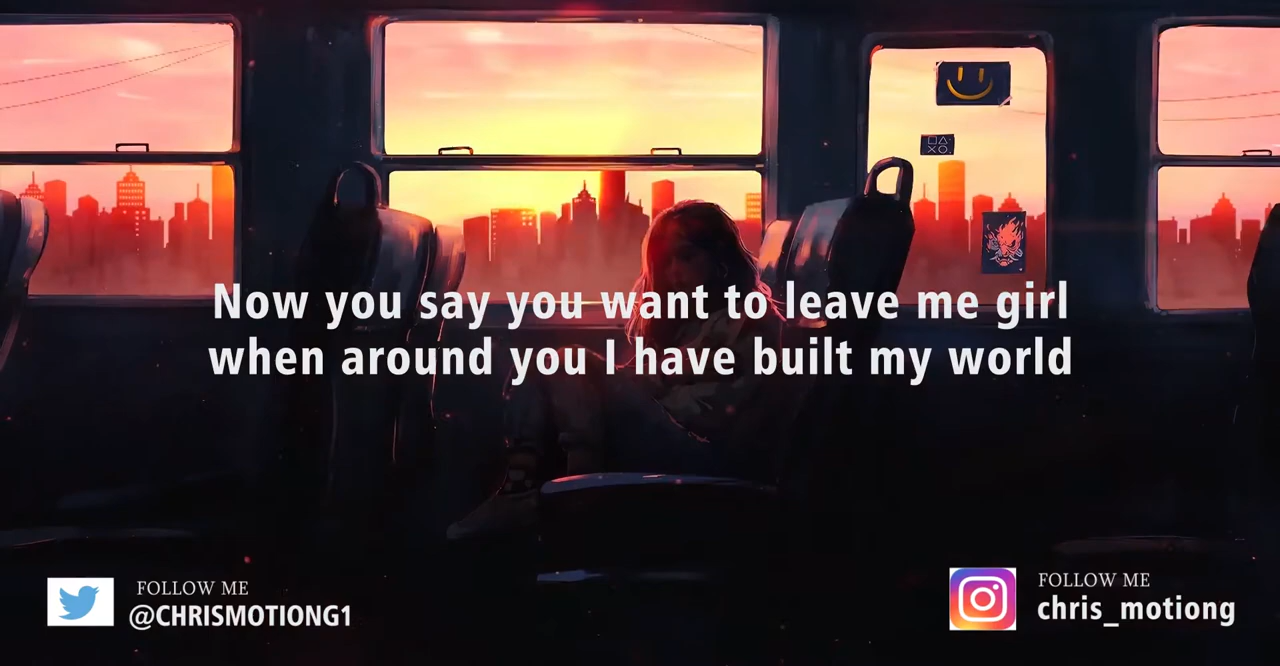 Now you say you want to leave me girl
when around you I have built my world
FOLLOW ME
@CHRISMOTIONG1
FOLLOW ME
chris_motiong